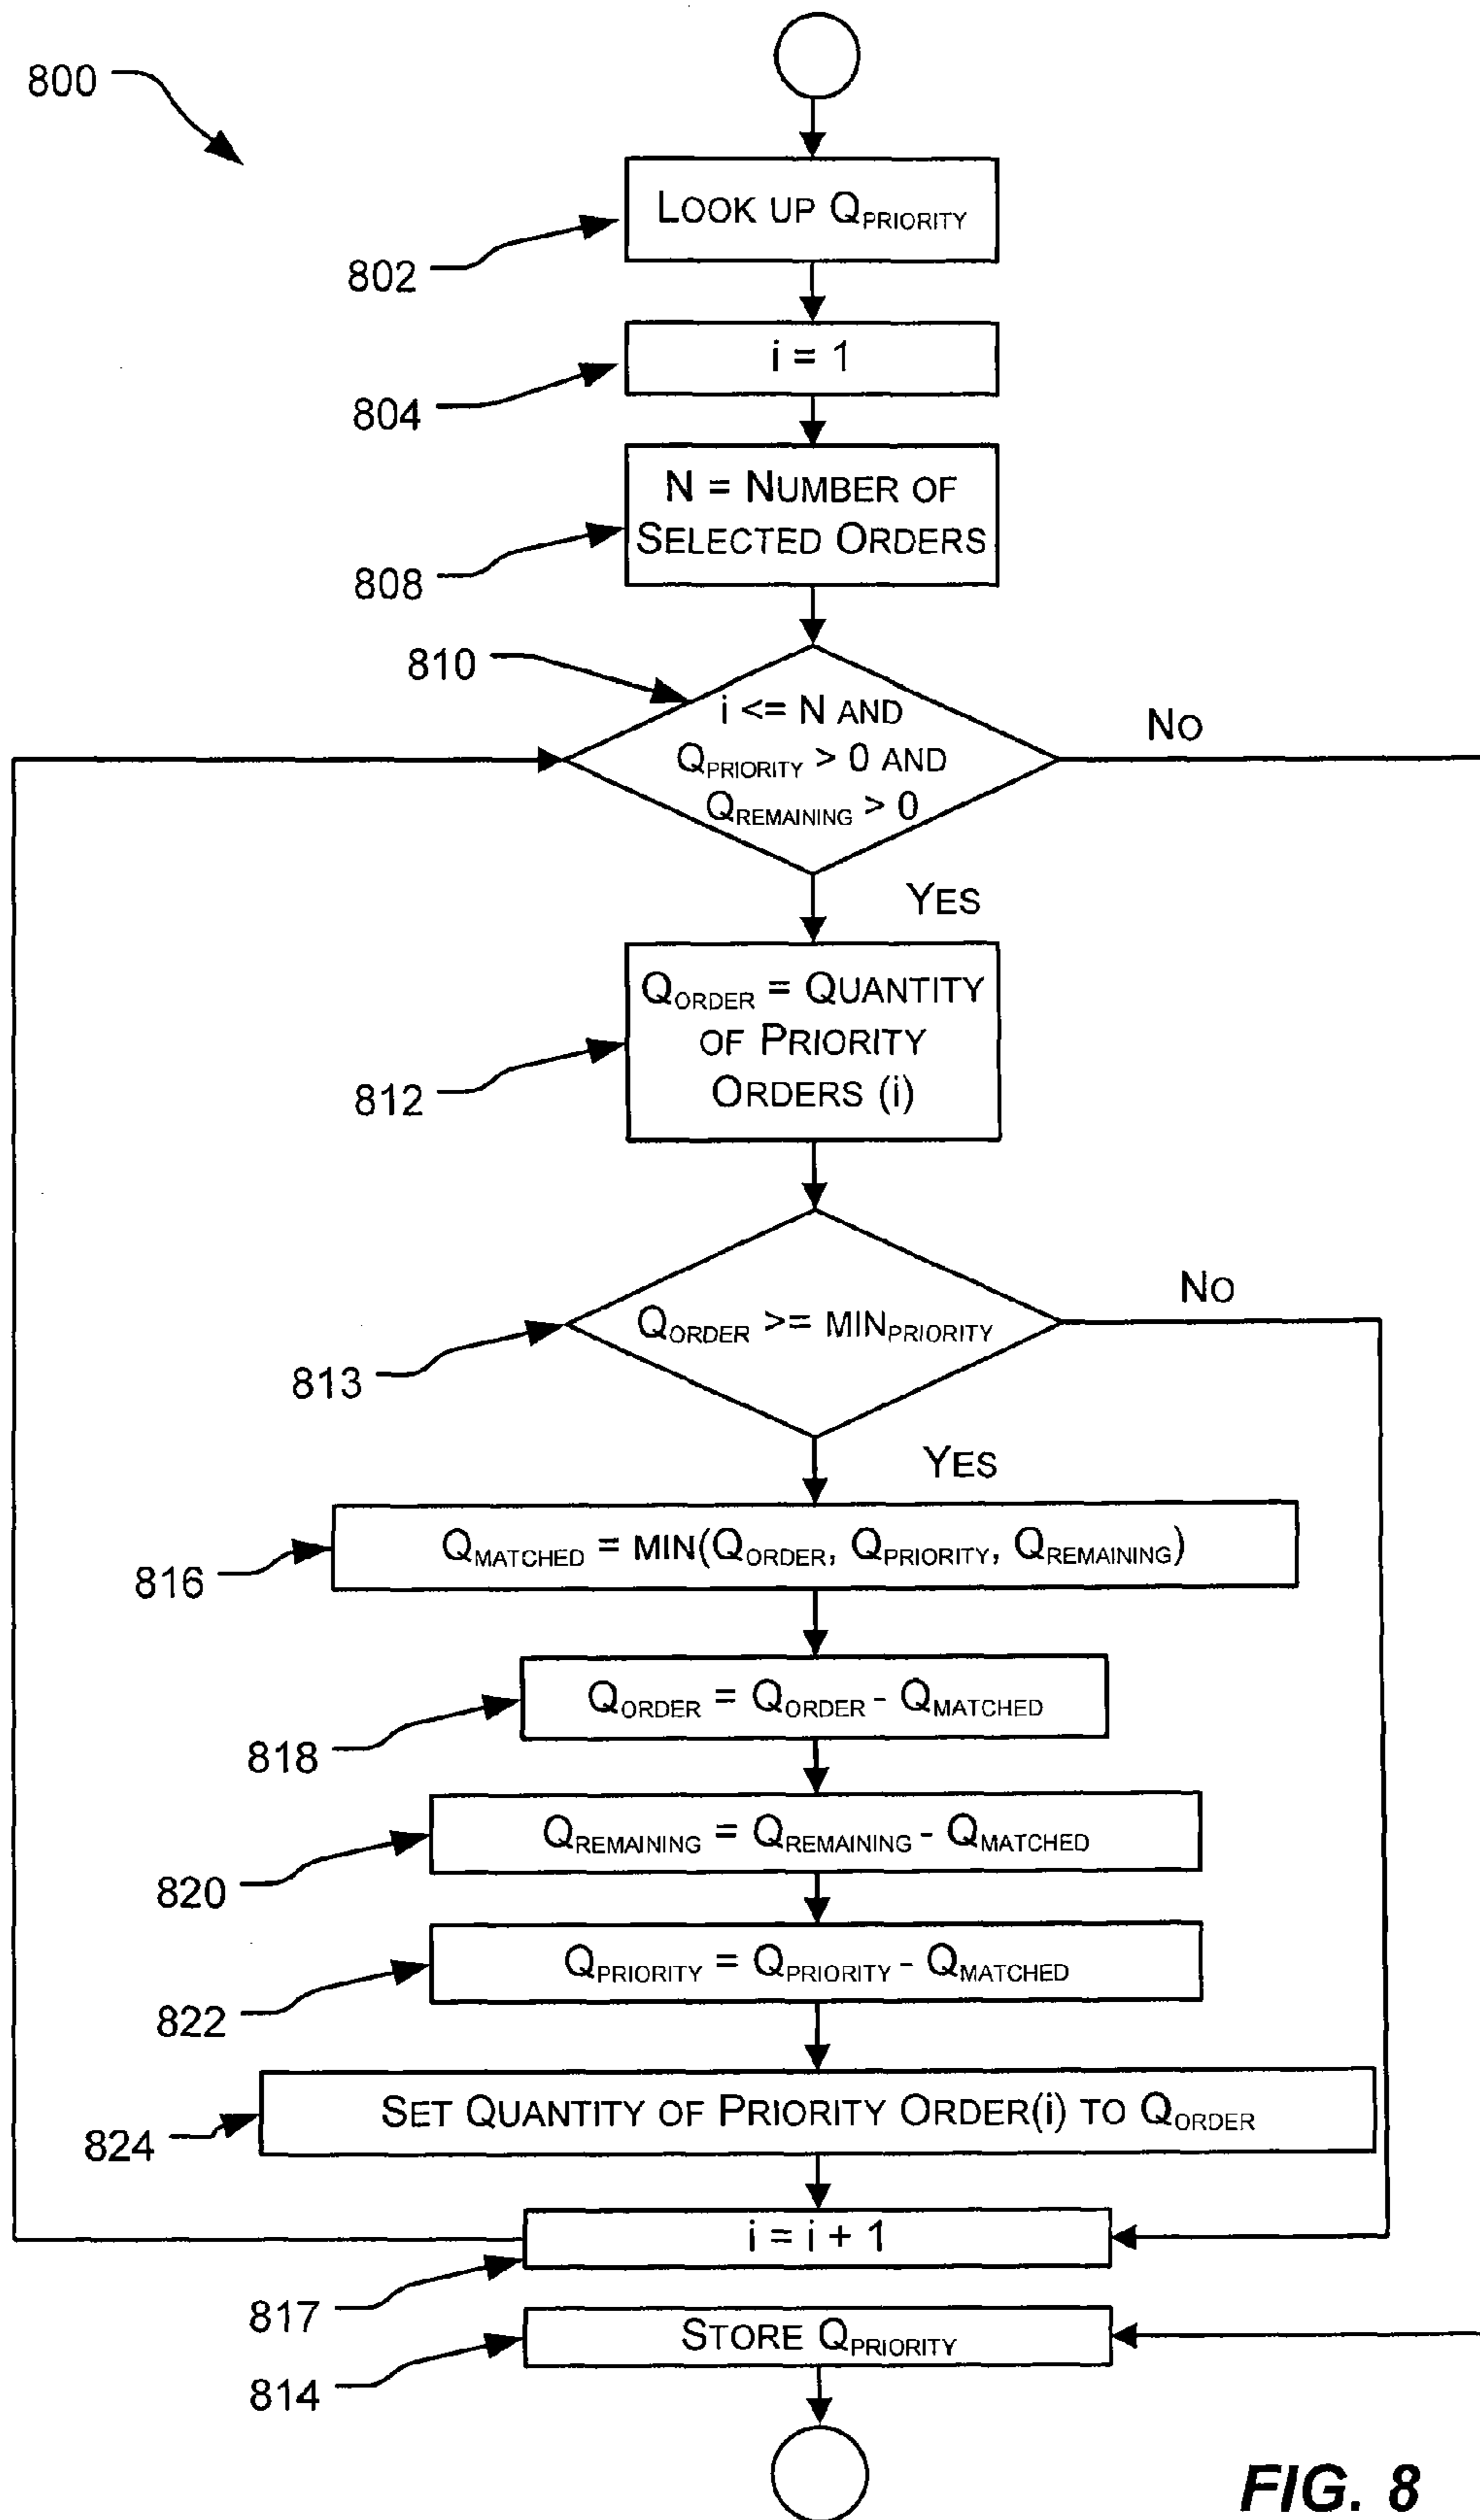 800
LOOK UP QPRIORITY
802
i = 1
804
N = NUMBER OF
SELECTED ORDERS
808
810
i <= N AND
QPRIORITY > 0 AND
QREMAINING > 0
NO
YES
QORDER = QUANTITY
OF PRIORITY
ORDERS (i)
812
NO
QORDER >= MINPRIORITY
813
YES
QMATCHED = MIN(QORDER, QPRIORITY, QREMAINING)
816
QORDER = QORDER - QMATCHED
818
QREMAINING = QREMAINING - QMATCHED
820
QPRIORITY = QPRIORITY - QMATCHED
822
SET QUANTITY OF PRIORITY ORDER(i) TO QORDER
824
i = i + 1
817
STORE QPRIORITY
814
FIG. 8